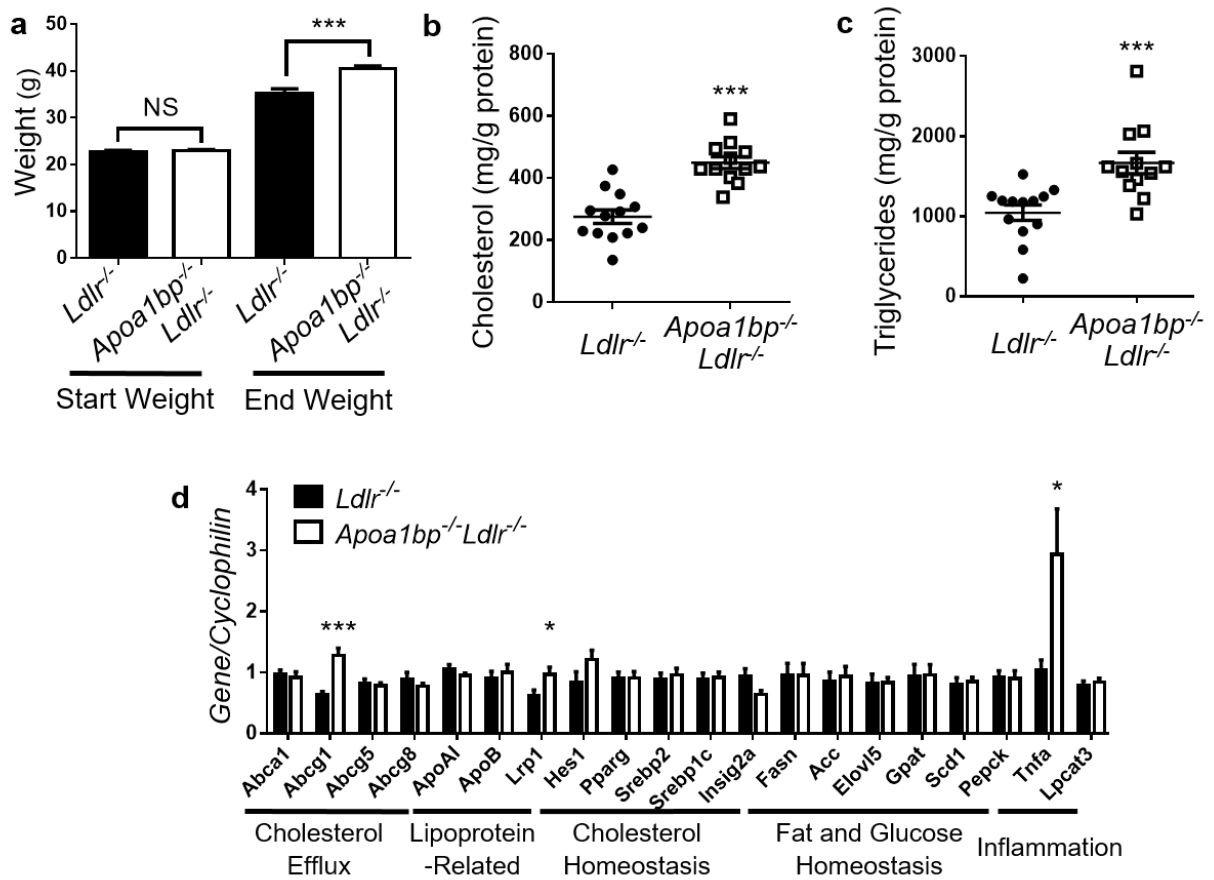 a
Weight (g)
50
40
30
20
10
0
NS
***
Ldlr-/-
Apoa1bp-/-
Ldlr-/-
Ldlr-/-
Apoa1bp-/-
Ldlr-/-
Start Weight
End Weight
b
Cholesterol (mg/g protein)
800
600
400
200
0
***
Ldlr-/-
Apoa1bp-/-
Ldlr-/-
c
Triglycerides (mg/g protein)
3000
2000
1000
0
***
Ldlr-/-
Apoa1bp-/-
Ldlr-/-
d
Gene/Cyclophilin
4
3
2
1
0
Ldlr-/-
Apoa1bp-/-Ldlr-/-
***
*
*
Abca1
Abcg1
Abcg5
Abcg8
ApoAI
ApoB
Lrp1
Hes1
Pparg
Srebp2
Srebp1c
Insig2a
Fasn
Acc
Elovl5
Gpat
Scd1
Pepck
Tnfa
Lpcat3
Cholesterol
Efflux
Lipoprotein
-Related
Cholesterol
Homeostasis
Fat and Glucose
Homeostasis
Inflammation